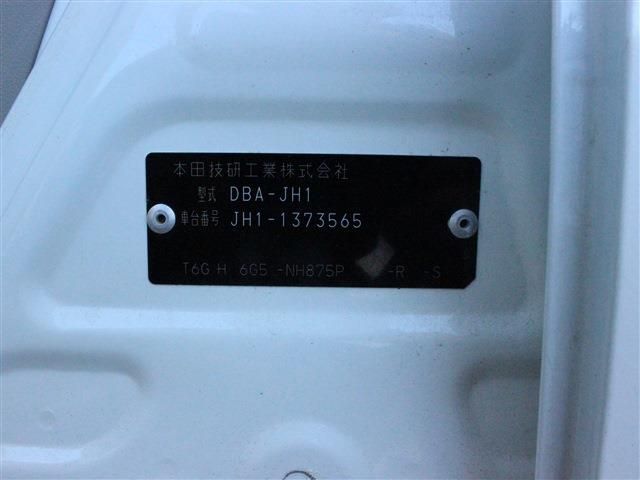 本田技研工業株式会社
型式 DBA-JH1
車台番号 JH1-1373565
T6G H 6G5 -NH875P -R -S